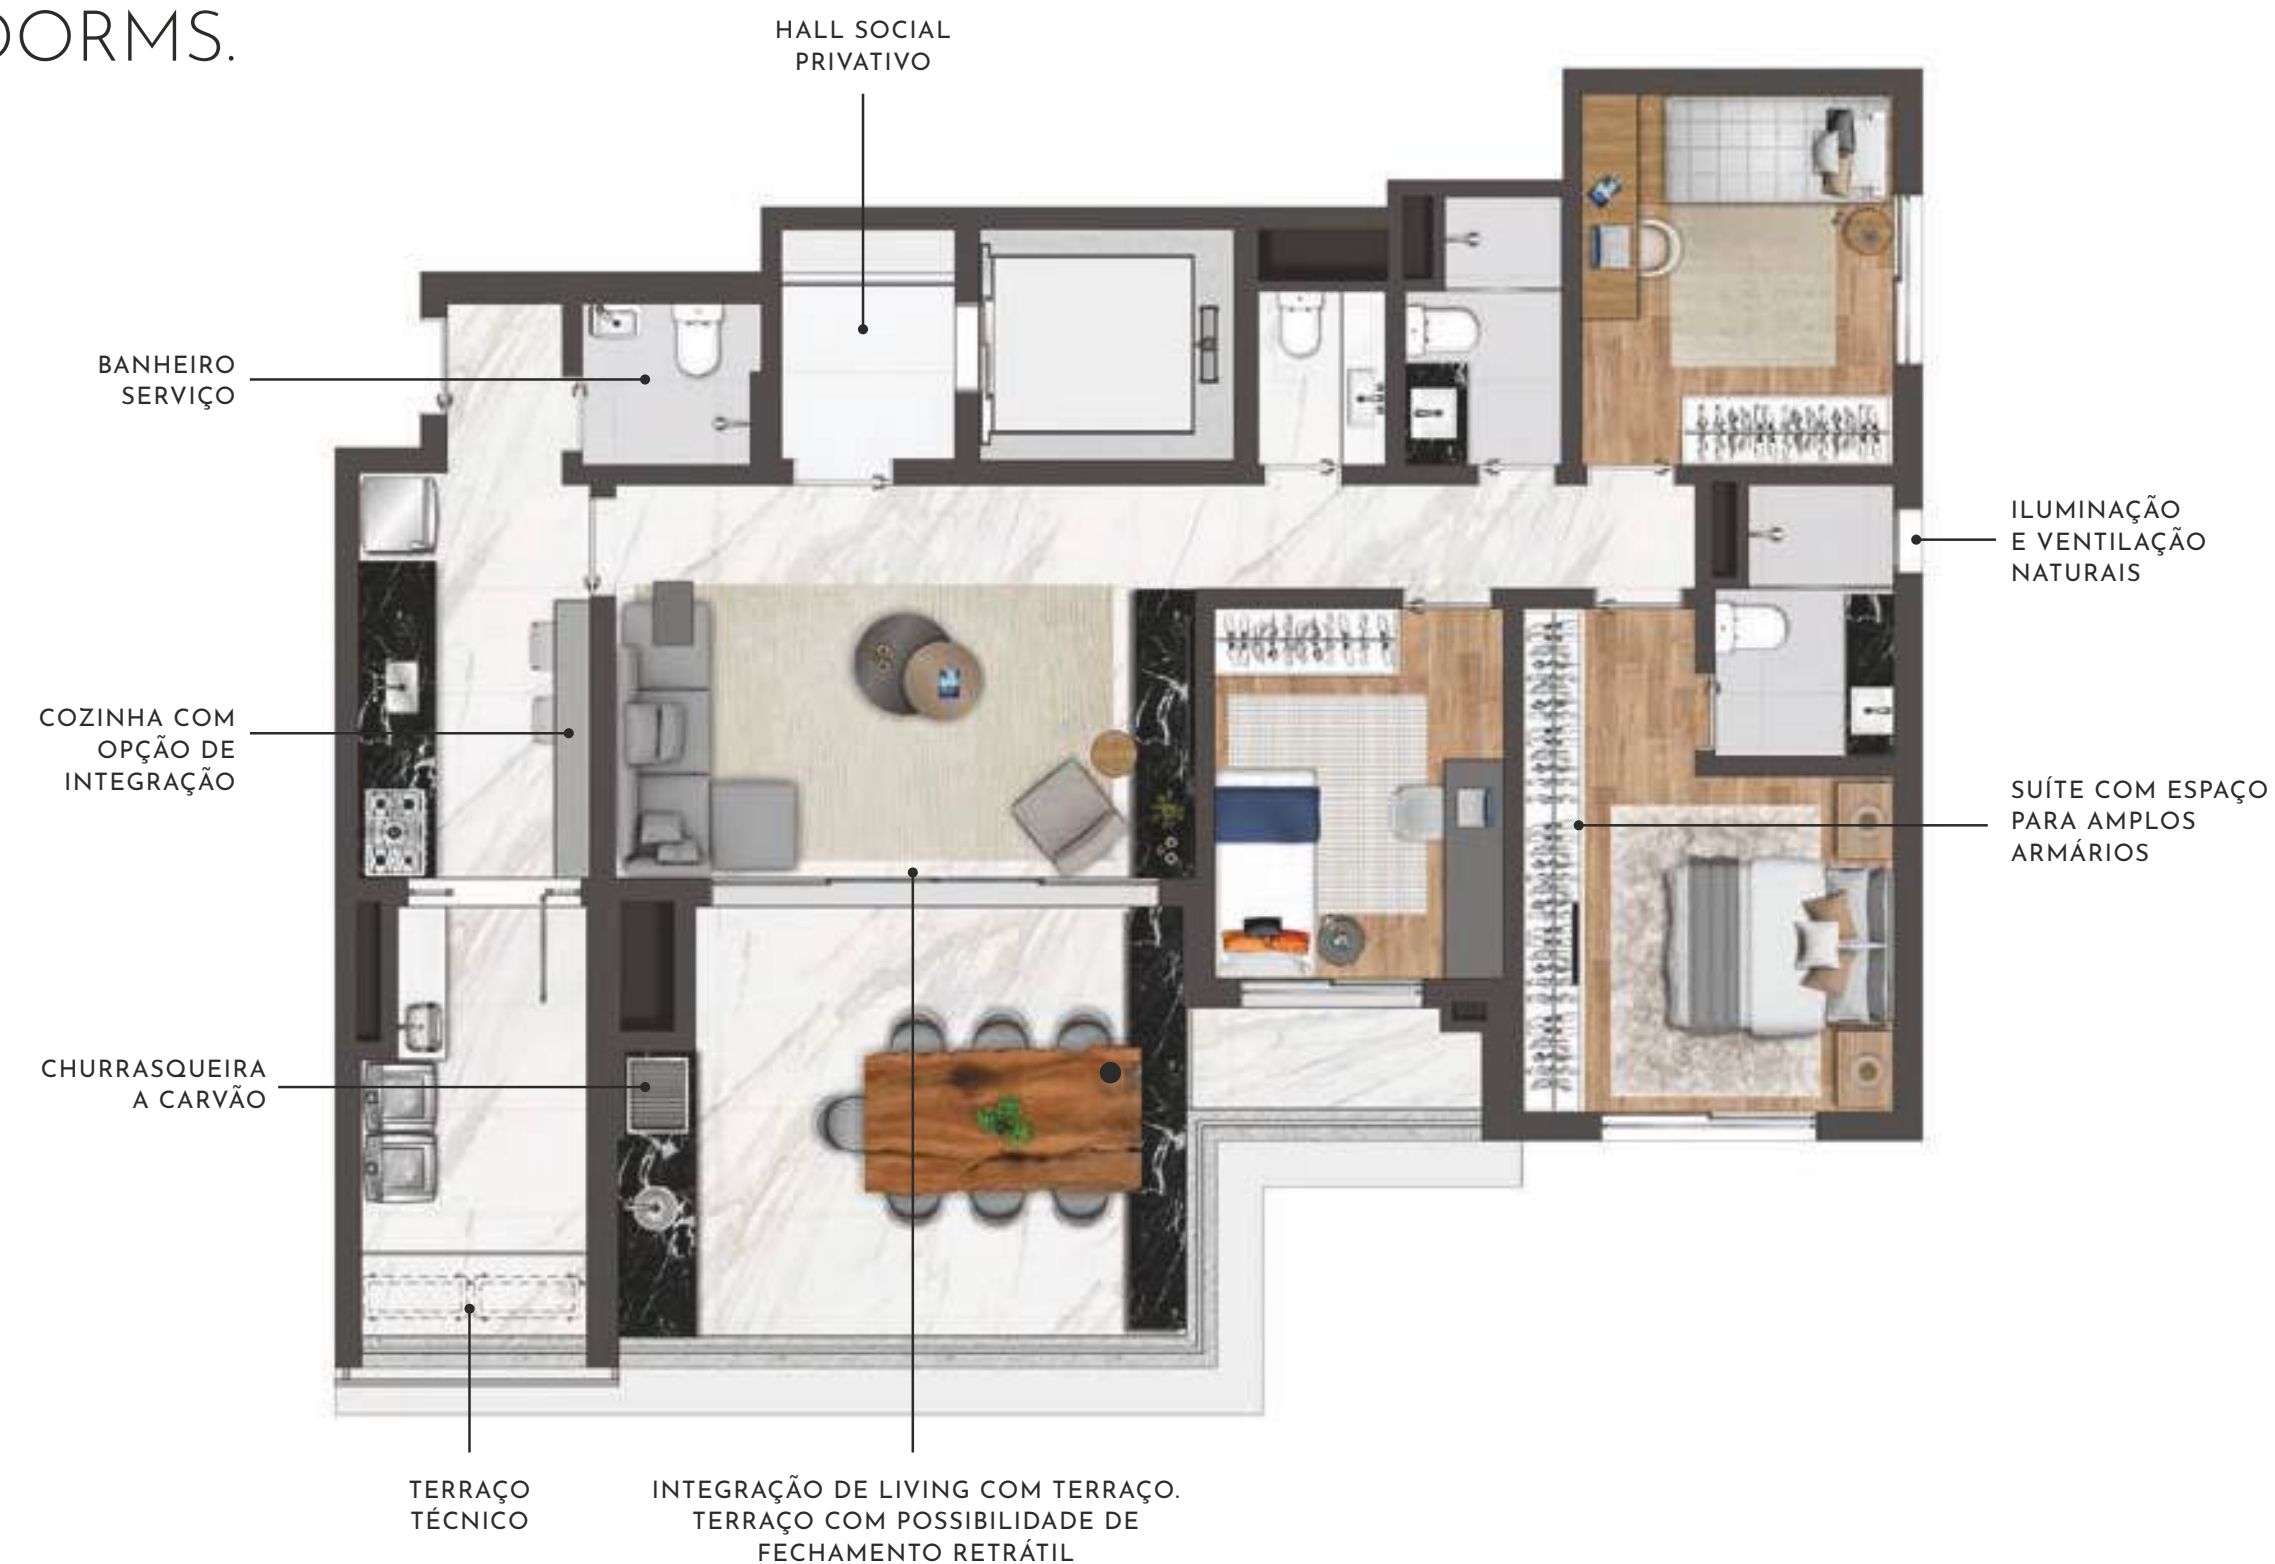 DORMS.
HALL SOCIAL
PRIVATIVO
BANHEIRO
SERVIÇO
ILUMINAÇÃO
E VENTILAÇÃO
NATURAIS
COZINHA COM
OPÇÃO DE
INTEGRAÇÃO
SUÍTE COM ESPAÇO
PARA AMPLOS
ARMÁRIOS
CHURRASQUEIRA
A CARVÃO
TERRAÇO
TÉCNICO
INTEGRAÇÃO DE LIVING COM TERRAÇO.
TERRAÇO COM POSSIBILIDADE DE
FECHAMENTO RETRÁTIL